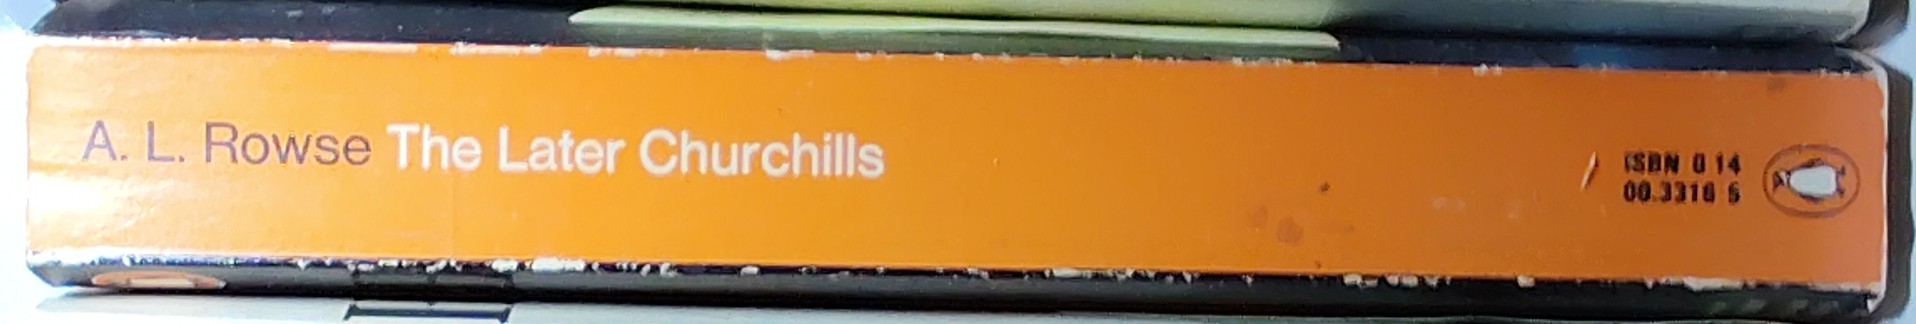 A. L. Rowse The Later Churchills
ISBN 0 14
00.3316 5